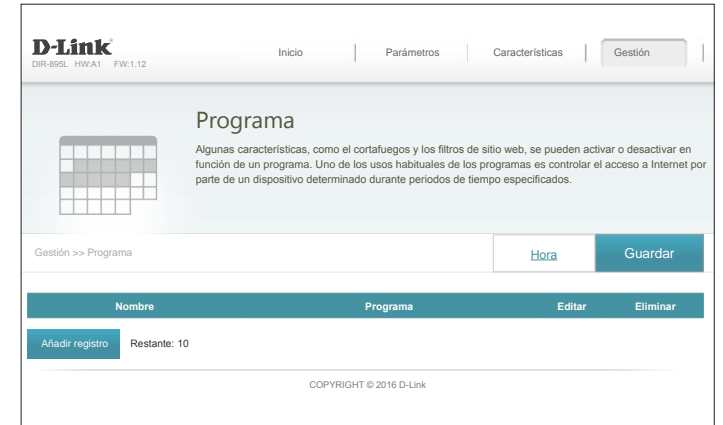 D-Link
DIR-895L HW:A1 FW:1.12
Inicio
Parámetros
Características
Gestión
Programa
Algunas características, como el cortafuegos y los filtros de sitio web, se pueden activar o desactivar en
función de un programa. Uno de los usos habituales de los programas es controlar el acceso a Internet por
parte de un dispositivo determinado durante periodos de tiempo especificados.
Gestión >> Programa
Hora
Guardar
Nombre
Programa
Editar
Eliminar
Añadir registro
Restante: 10
COPYRIGHT © 2016 D-Link